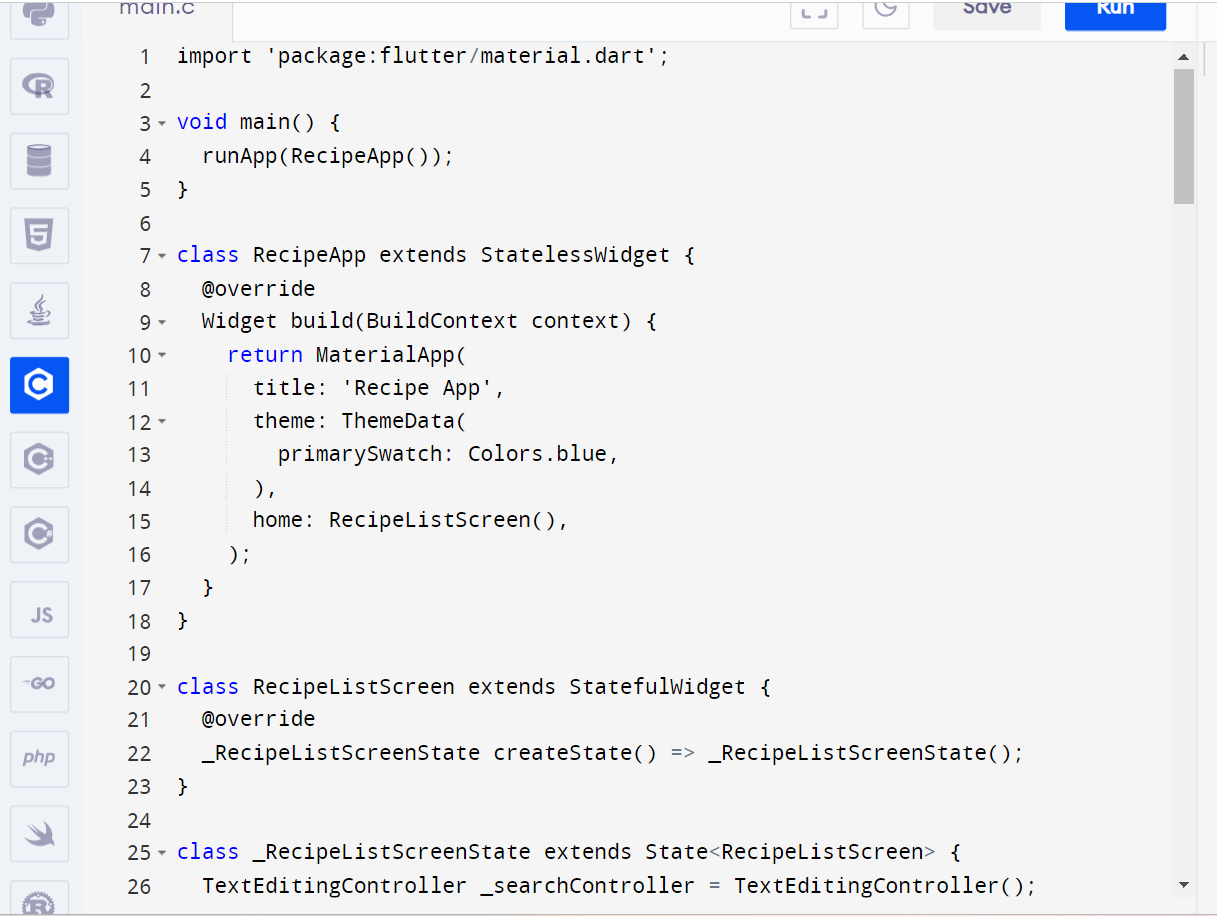 main.c
Save
Run
1 import 'package:flutter/material.dart';
2
3 void main() {
4   runApp(RecipeApp());
5 }
6
7 class RecipeApp extends StatelessWidget {
8   @override
9   Widget build(BuildContext context) {
10     return MaterialApp(
11       title: 'Recipe App',
12       theme: ThemeData(
13         primarySwatch: Colors.blue,
14       ),
15       home: RecipeListScreen(),
16     );
17   }
18 }
19
20 class RecipeListScreen extends StatefulWidget {
21   @override
22   _RecipeListScreenState createState() => _RecipeListScreenState();
23 }
24
25 class _RecipeListScreenState extends State<RecipeListScreen> {
26   TextEditingController _searchController = TextEditingController();
R
5
C
C++
C#
JS
GO
php
R